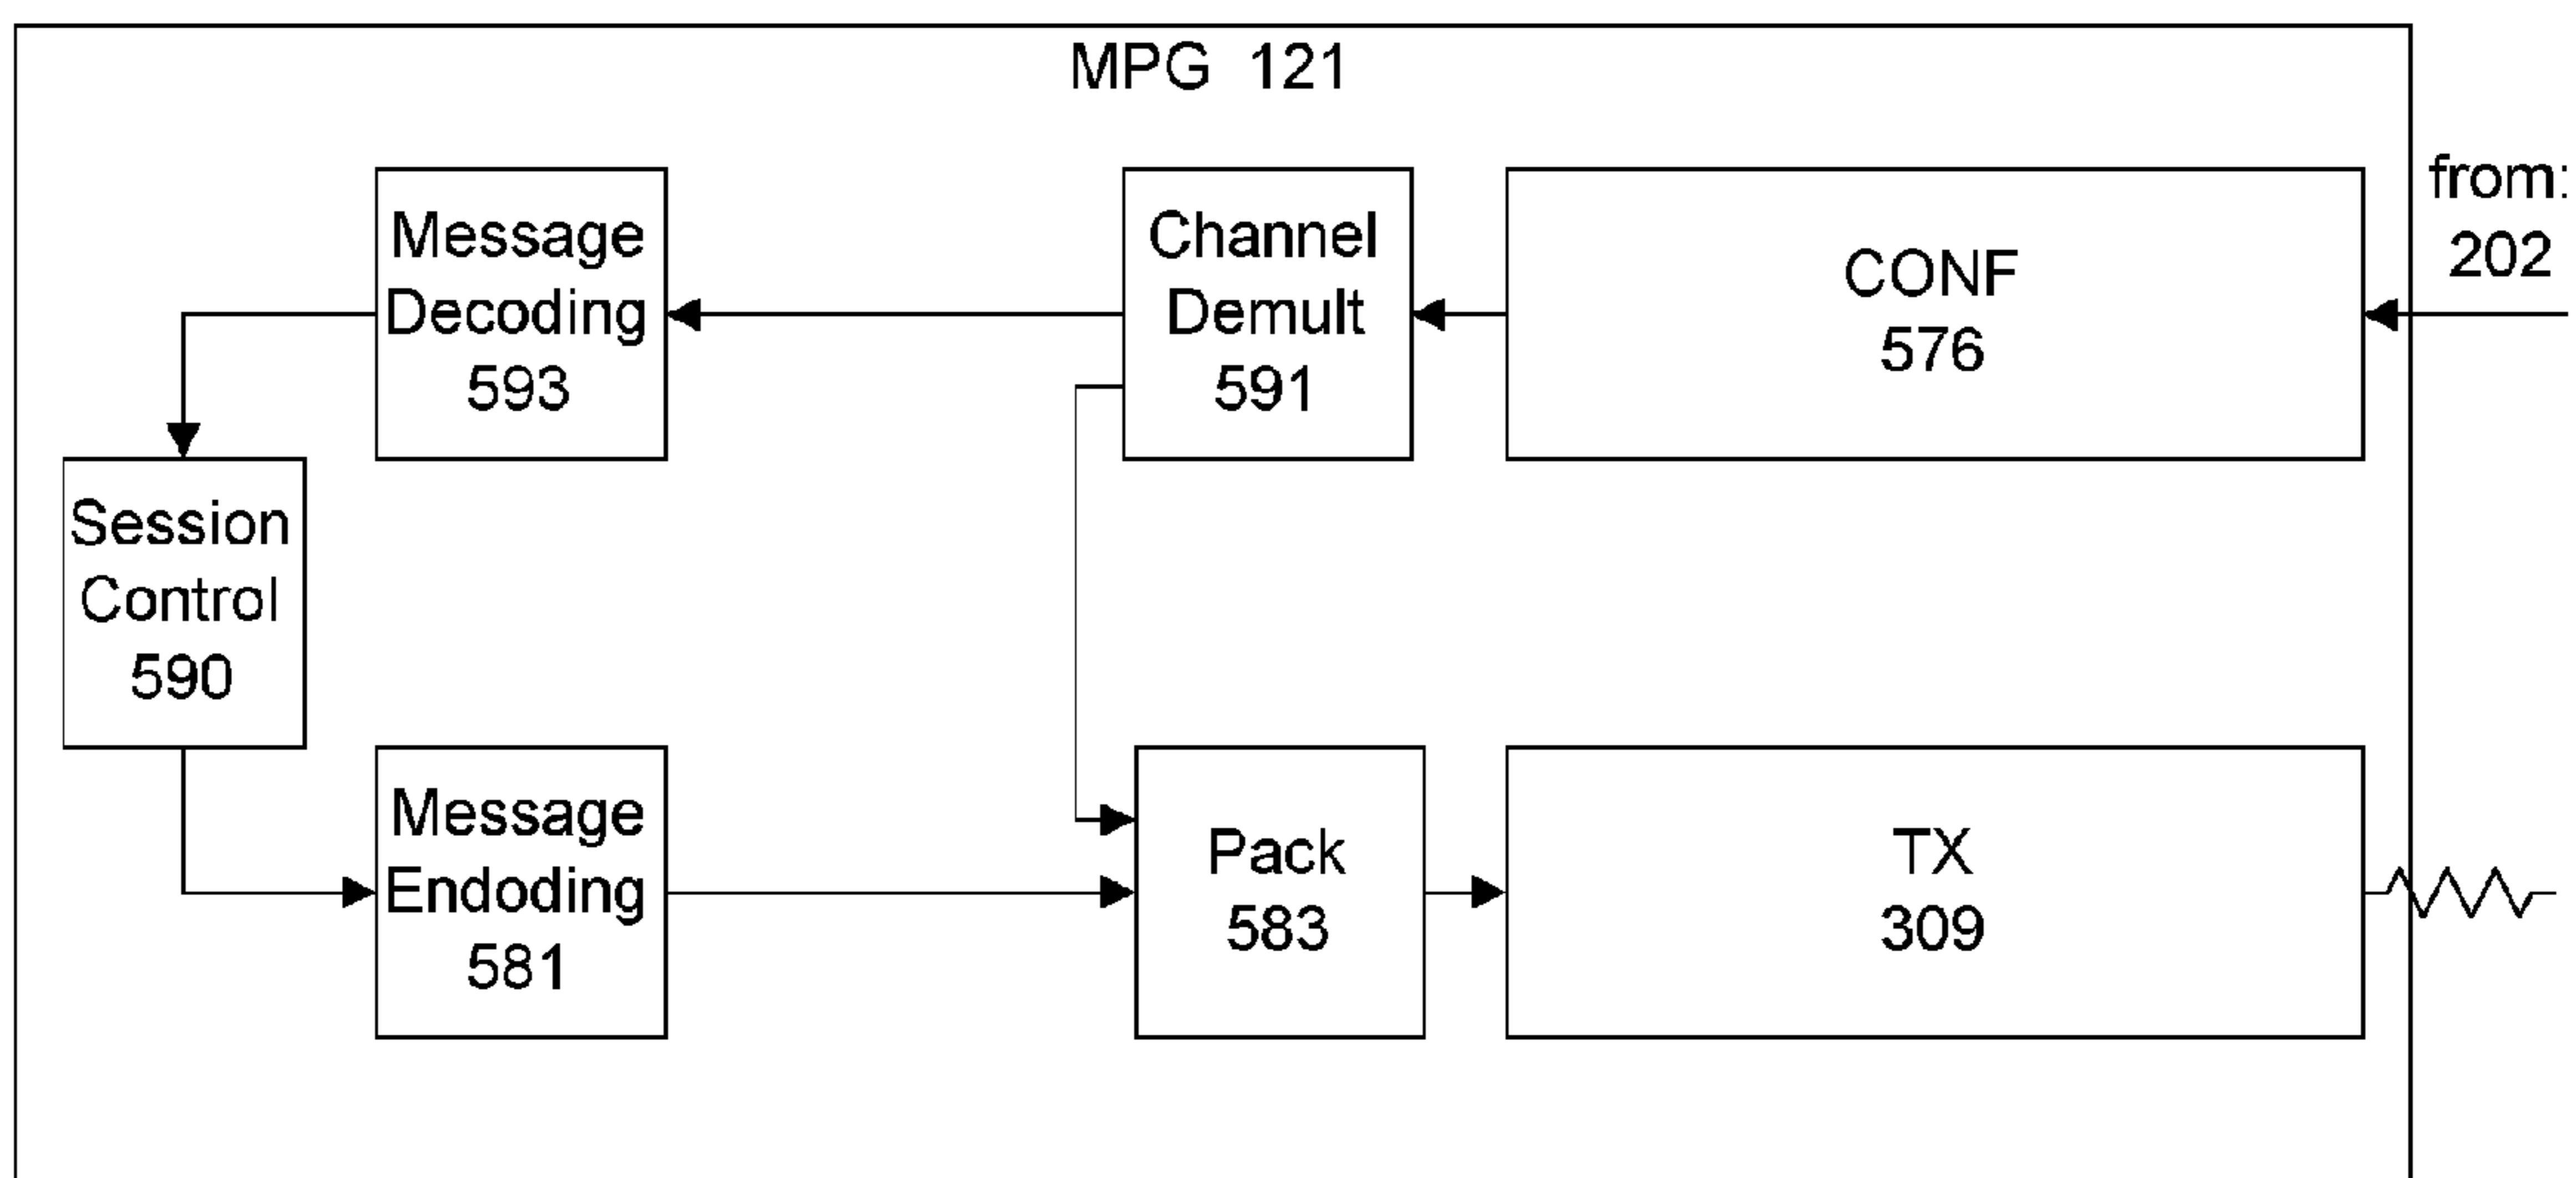 MPG 121
from:
202
Message
Decoding
593
Channel
Demult
591
CONF
576
Session
Control
590
Message
Endoding
581
Pack
583
TX
309